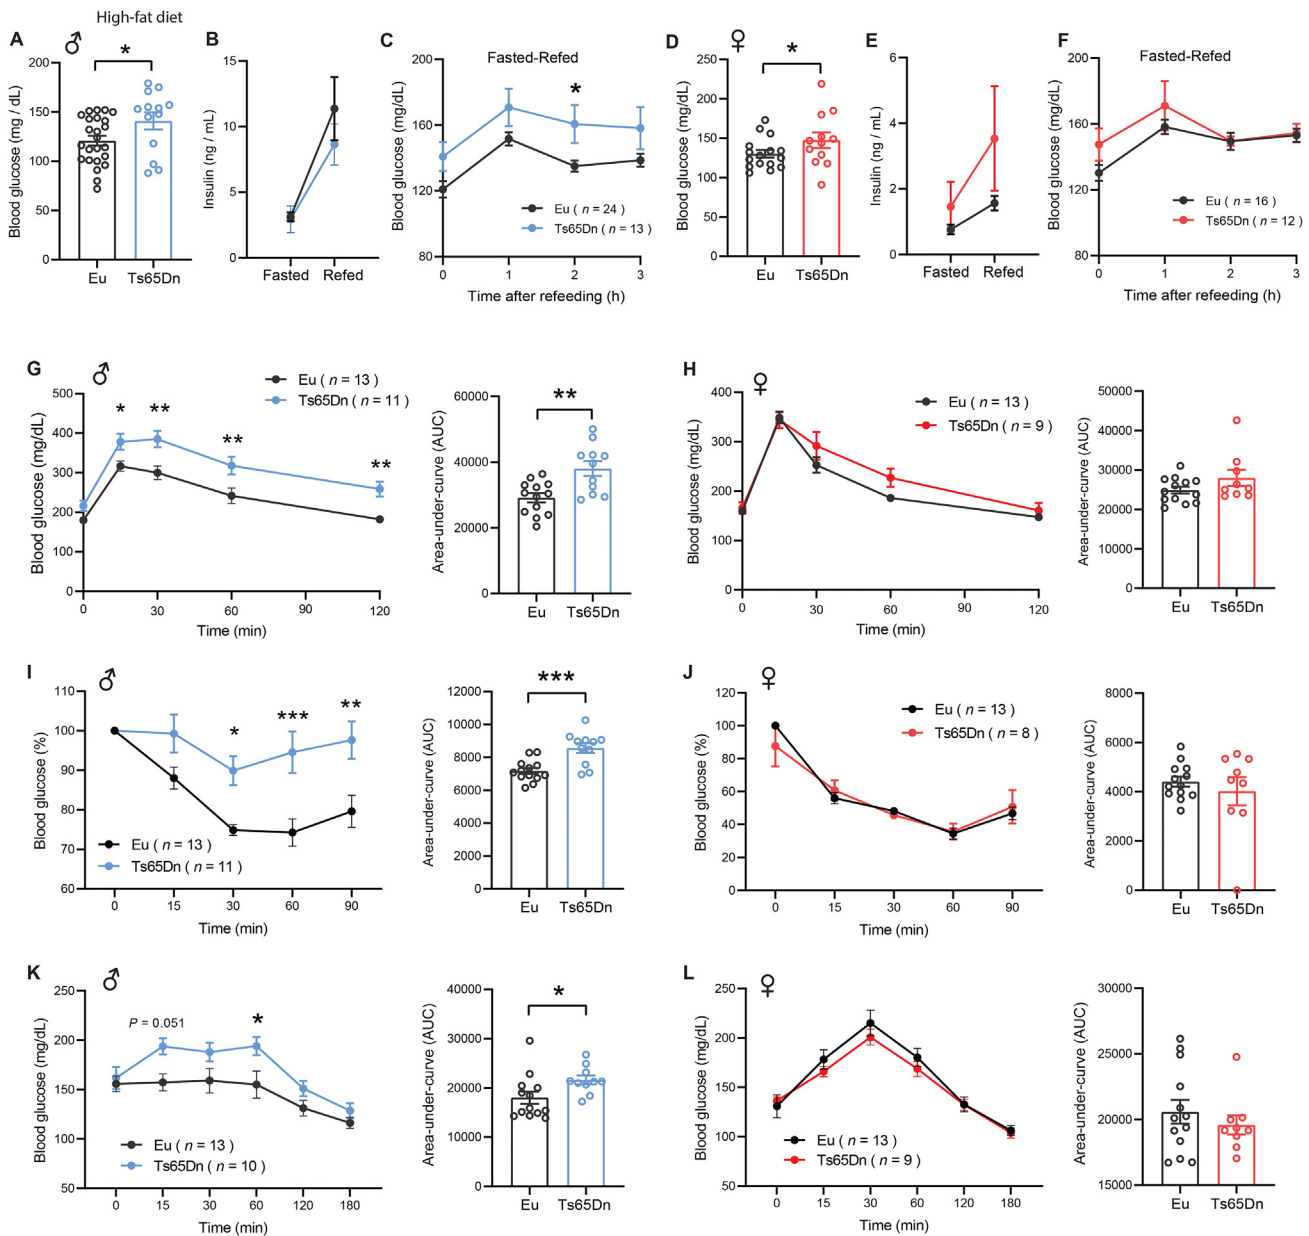 High-fat diet
A
♂
*
Blood glucose (mg / dL)
200
150
100
50
0
Eu
Ts65Dn
B
Insulin (ng / mL)
15
10
5
0
Fasted
Refed
C
Fasted-Refed
*
Blood glucose (mg/dL)
200
160
120
80
Eu ( n = 24 )
Ts65Dn ( n = 13 )
0
1
2
3
Time after refeeding (h)
D
♀
*
Blood glucose (mg/dL)
250
200
150
100
50
0
Eu
Ts65Dn
E
Insulin (ng / mL)
6
4
2
0
Fasted
Refed
F
Fasted-Refed
Blood glucose (mg/dL)
200
160
120
80
Eu ( n = 16 )
Ts65Dn ( n = 12 )
0
1
2
3
Time after refeeding (h)
G
♂
Eu ( n = 13 )
Ts65Dn ( n = 11 )
* ** ** **
Blood glucose (mg/dL)
500
400
300
200
100
0
0
30
60
90
120
Time (min)
**
Area-under-curve (AUC)
60000
40000
20000
0
Eu
Ts65Dn
H
♀
Eu ( n = 13 )
Ts65Dn ( n = 9 )
Blood glucose (mg/dL)
400
300
200
100
0
0
30
60
90
120
Time (min)
Area-under-curve (AUC)
50000
40000
30000
20000
10000
0
Eu
Ts65Dn
I
♂
* *** **
Blood glucose (%)
110
100
90
80
70
60
Eu ( n = 13 )
Ts65Dn ( n = 11 )
0
15
30
60
90
Time (min)
***
Area-under-curve (AUC)
12000
10000
8000
6000
4000
2000
0
Eu
Ts65Dn
J
♀
Eu ( n = 13 )
Ts65Dn ( n = 8 )
Blood glucose (%)
120
100
80
60
40
20
0
0
15
30
60
90
Time (min)
Area-under-curve (AUC)
8000
6000
4000
2000
0
Eu
Ts65Dn
K
♂
P = 0.051
*
Blood glucose (mg/dL)
250
200
150
100
50
Eu ( n = 13 )
Ts65Dn ( n = 10 )
0
15
30
60
120
180
Time (min)
*
Area-under-curve (AUC)
40000
30000
20000
10000
0
Eu
Ts65Dn
L
♀
Blood glucose (mg/dL)
250
200
150
100
50
Eu ( n = 13 )
Ts65Dn ( n = 9 )
0
15
30
60
120
180
Time (min)
Area-under-curve (AUC)
30000
25000
20000
15000
Eu
Ts65Dn